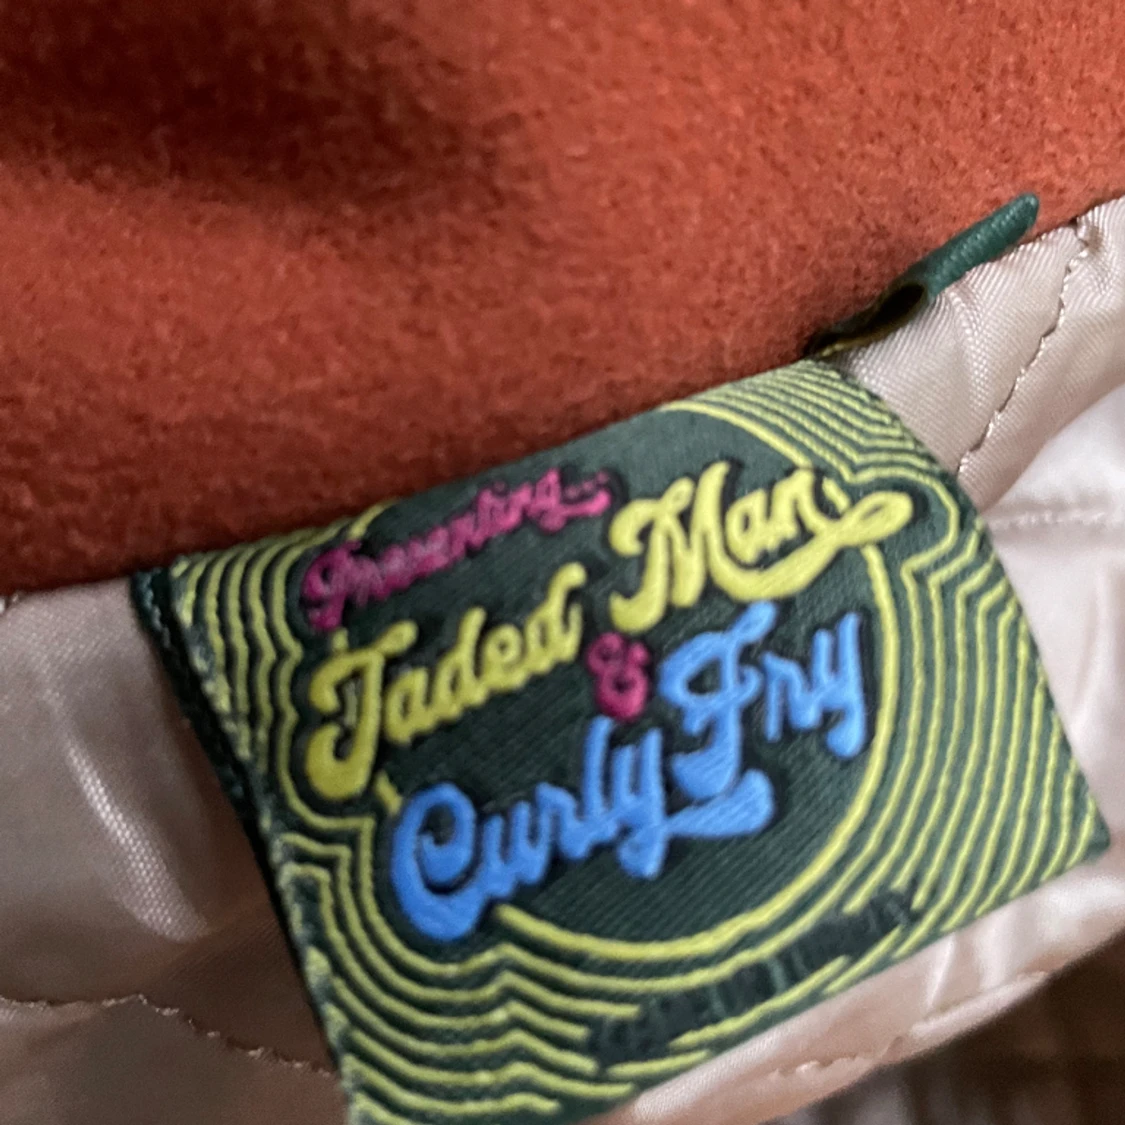 Presenting...
Jaded Man
&
Curly Fry